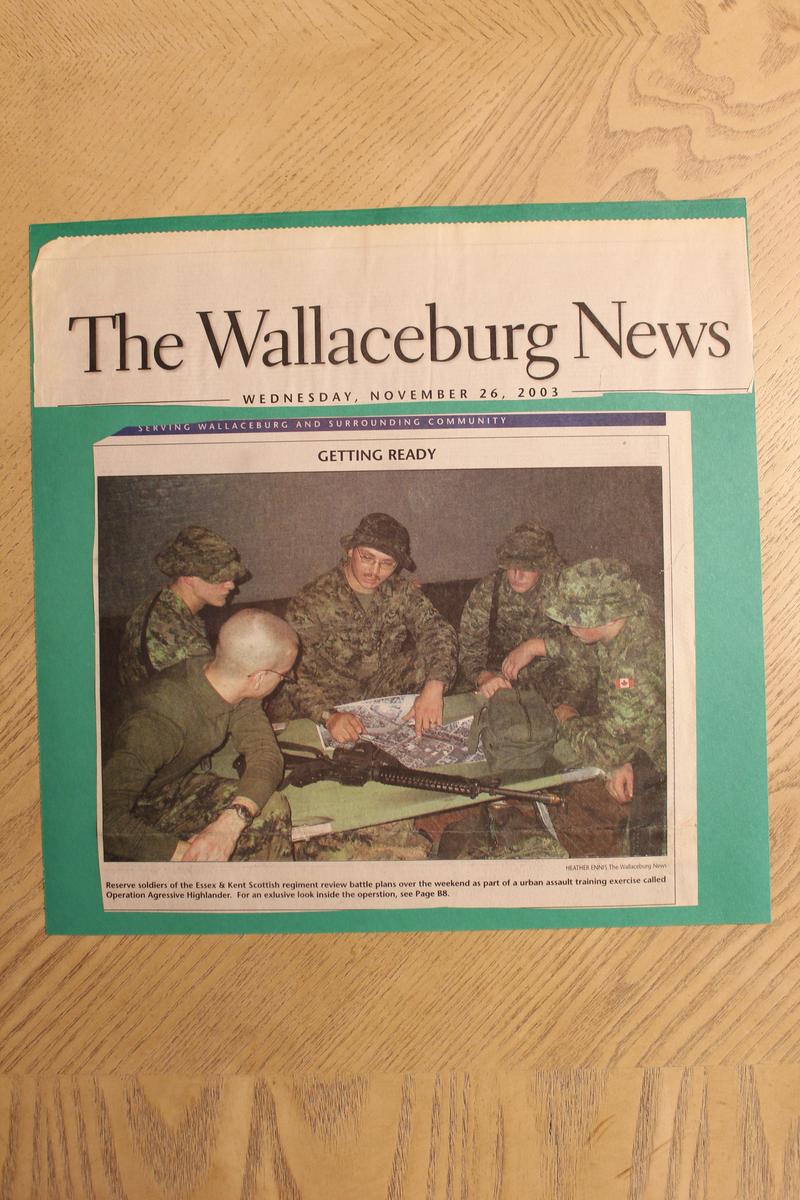 The Wallaceburg News
WEDNESDAY, NOVEMBER 26, 2003
SERVING WALLACEBURG AND SURROUNDING COMMUNITY
GETTING READY
HEATHER ENNIS The Wallaceburg News
Reserve soldiers of the Essex & Kent Scottish regiment review battle plans over the weekend as part of a urban assault training exercise called
Operation Agressive Highlander. For an exlusive look inside the operstion, see Page B8.